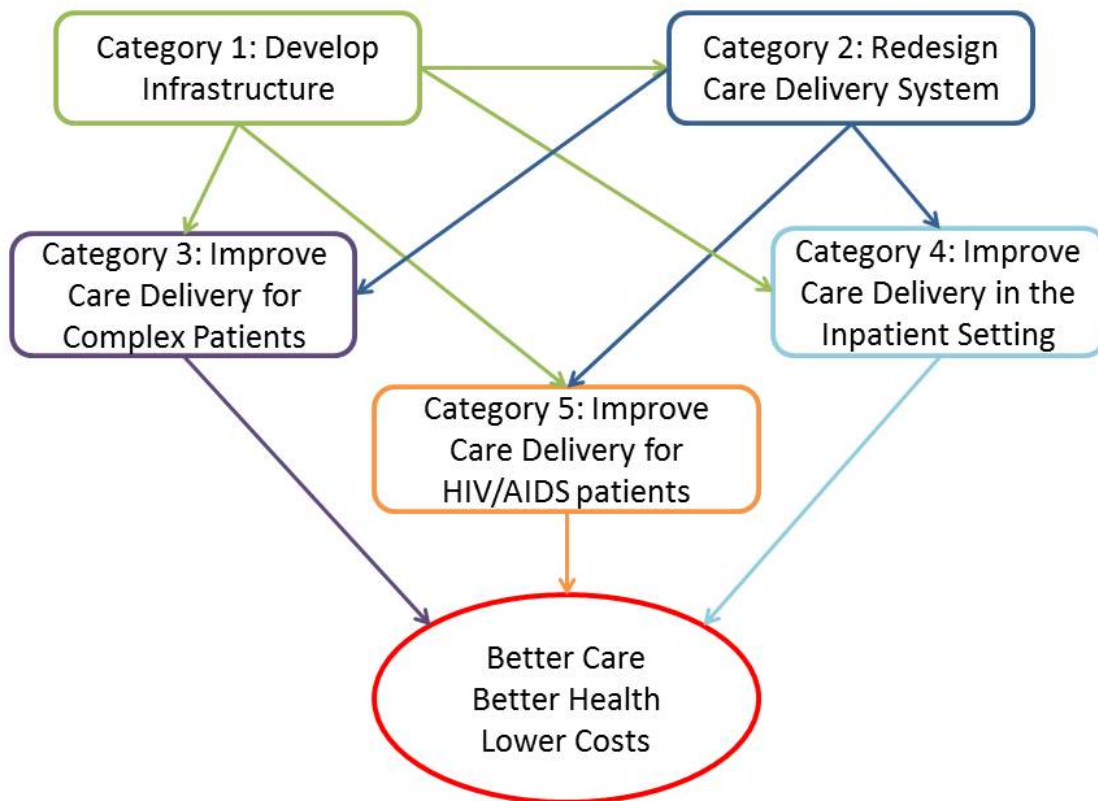 Category 1: Develop
Infrastructure
Category 2: Redesign
Care Delivery System
Category 3: Improve
Care Delivery for
Complex Patients
Category 4: Improve
Care Delivery in the
Inpatient Setting
Category 5: Improve
Care Delivery for
HIV/AIDS patients
Better Care
Better Health
Lower Costs